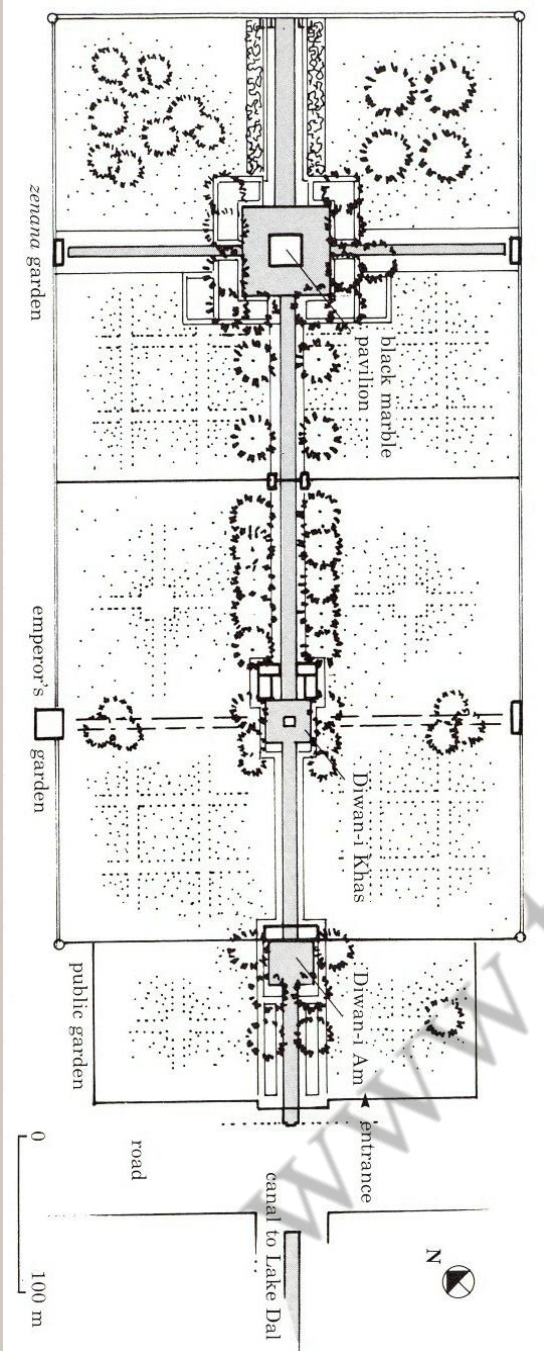 zenana garden
black marble
pavilion
emperor's garden
Diwan-i Khas
public garden
Diwan-i Am
entrance
road
canal to Lake Dal
N
0 100 m
www